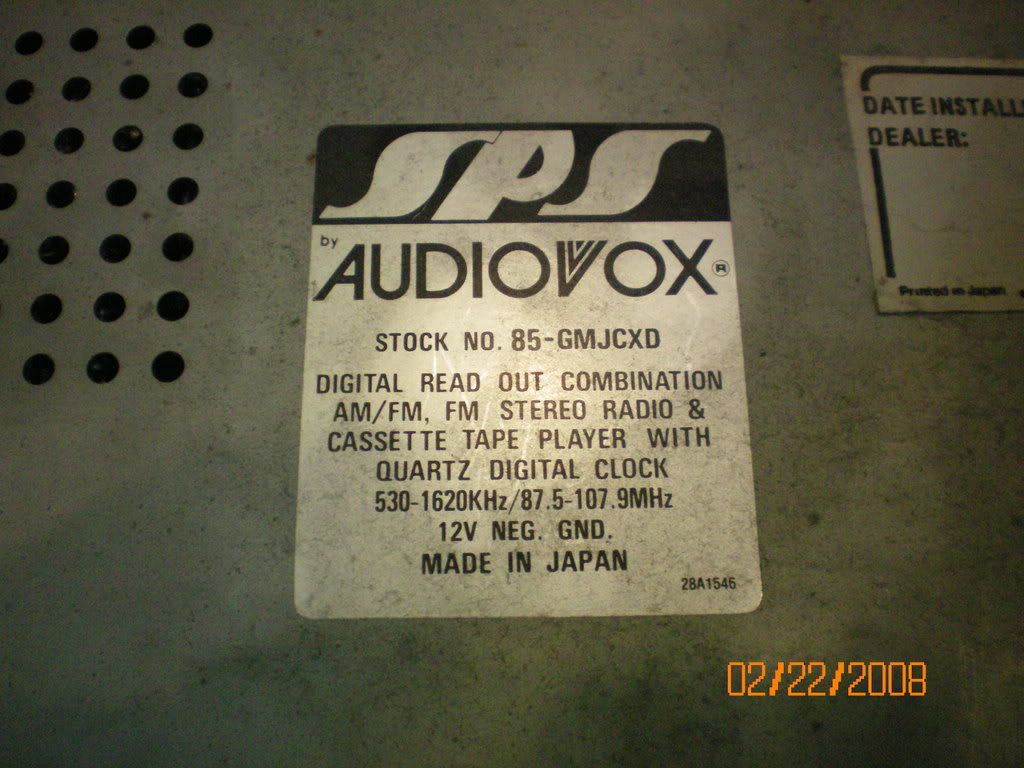 SPS
by
AUDIOVOX®
STOCK NO. 85-GMJCXD
DIGITAL READ OUT COMBINATION
AM/FM, FM STEREO RADIO &
CASSETTE TAPE PLAYER WITH
QUARTZ DIGITAL CLOCK
530-1620KHz/87.5-107.9MHz
12V NEG. GND.
MADE IN JAPAN
28A1546
DATE INSTALL
DEALER:
Printed in Japan
02/22/2008